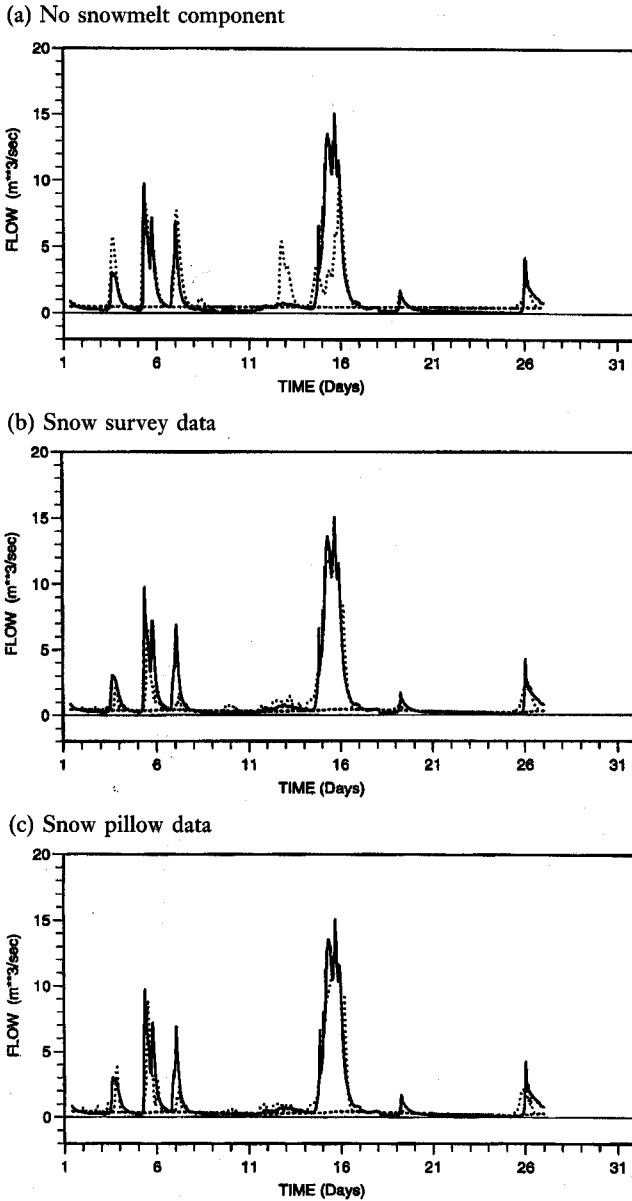 (a) No snowmelt component
20
15
10
5
0
FLOW (m**3/sec)
1 6 11 16 21 26 31
TIME (Days)
(b) Snow survey data
20
15
10
5
0
FLOW (m**3/sec)
1 6 11 16 21 26 31
TIME (Days)
(c) Snow pillow data
20
15
10
5
0
FLOW (m**3/sec)
1 6 11 16 21 26 31
TIME (Days)